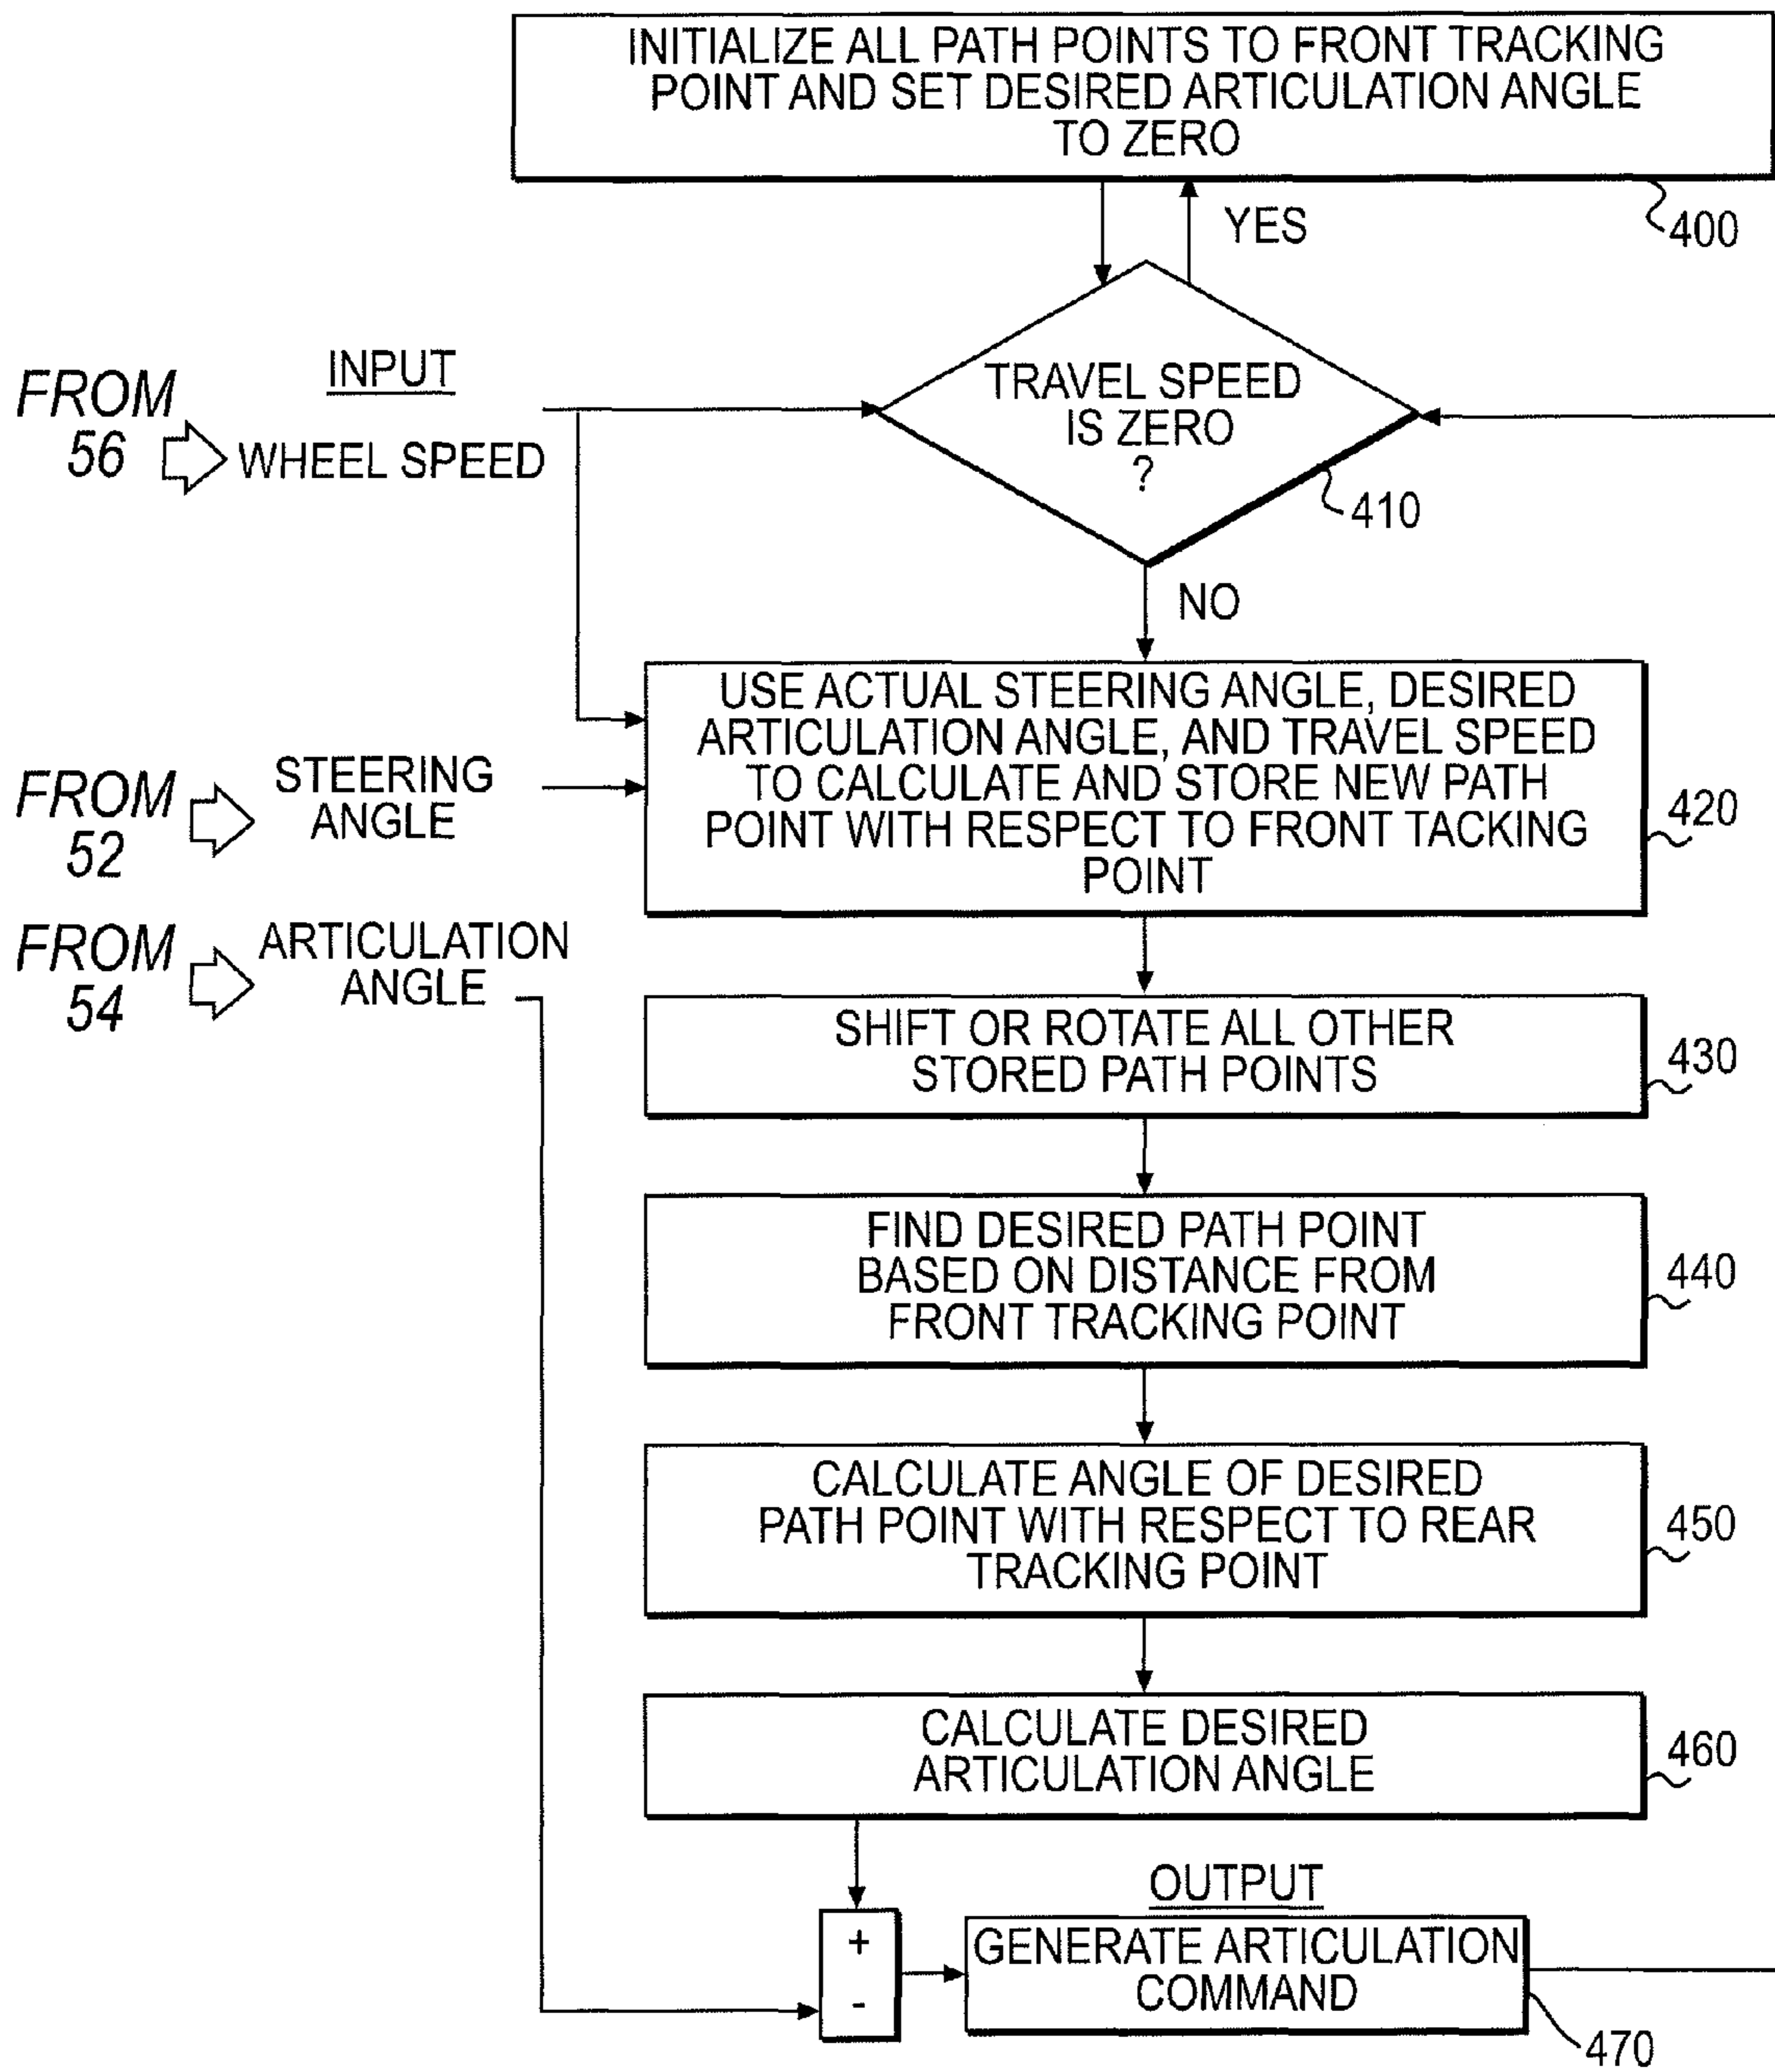 INITIALIZE ALL PATH POINTS TO FRONT TRACKING
POINT AND SET DESIRED ARTICULATION ANGLE
TO ZERO
400
YES
FROM
56
INPUT
WHEEL SPEED
TRAVEL SPEED
IS ZERO
?
410
NO
FROM
52
STEERING
ANGLE
USE ACTUAL STEERING ANGLE, DESIRED
ARTICULATION ANGLE, AND TRAVEL SPEED
TO CALCULATE AND STORE NEW PATH
POINT WITH RESPECT TO FRONT TACKING
POINT
420
FROM
54
ARTICULATION
ANGLE
SHIFT OR ROTATE ALL OTHER
STORED PATH POINTS
430
FIND DESIRED PATH POINT
BASED ON DISTANCE FROM
FRONT TRACKING POINT
440
CALCULATE ANGLE OF DESIRED
PATH POINT WITH RESPECT TO REAR
TRACKING POINT
450
CALCULATE DESIRED
ARTICULATION ANGLE
460
+
-
OUTPUT
GENERATE ARTICULATION
COMMAND
470